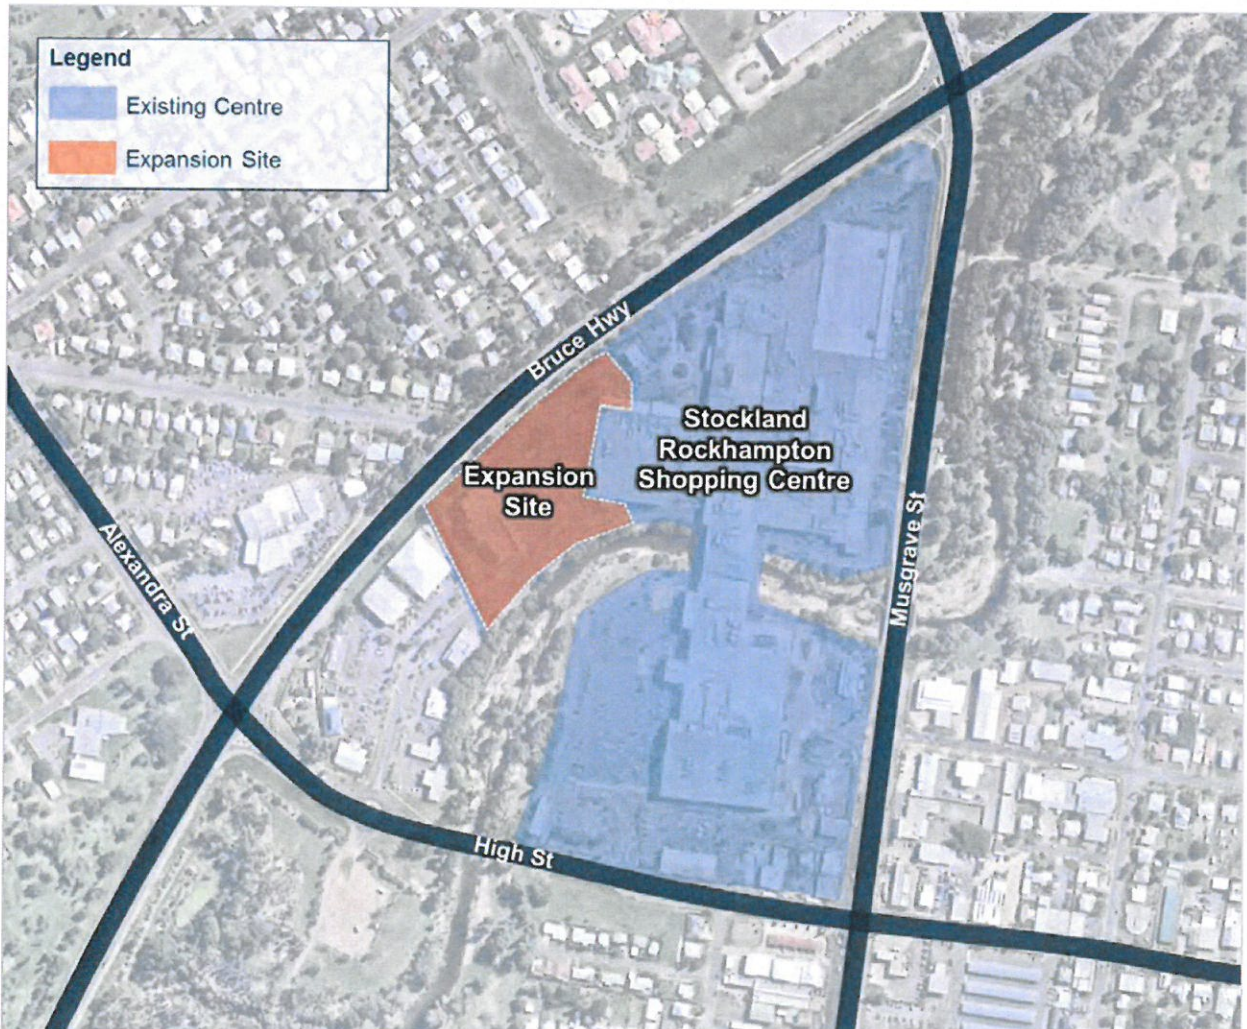 Legend
Existing Centre
Expansion Site
Bruce Hwy
Stockland
Rockhampton
Shopping Centre
Expansion
Site
Alexandra St
Musgrave St
High St